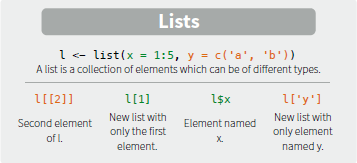 Lists
l <- list(x = 1:5, y = c('a', 'b'))
A list is a collection of elements which can be of different types.
l[[2]] l[1] l$x l['y']
Second element of l.
New list with only the first element.
Element named x.
New list with only element named y.